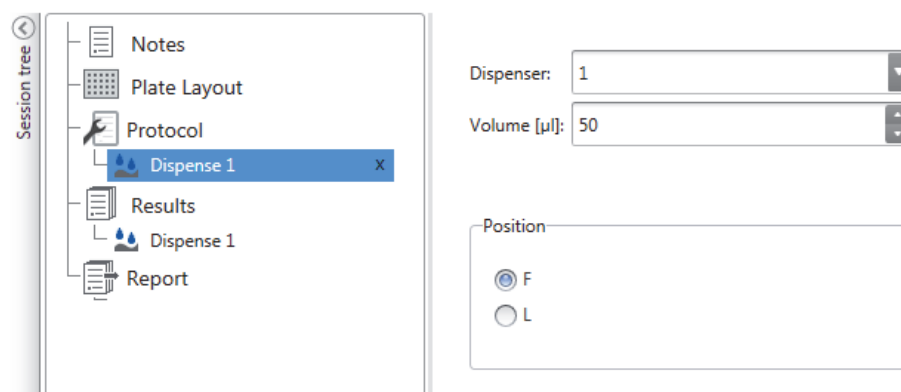 Session tree
Notes
Plate Layout
Protocol
Dispense 1 x
Results
Dispense 1
Report
Dispenser: 1
Volume [µl]: 50
Position
F
L